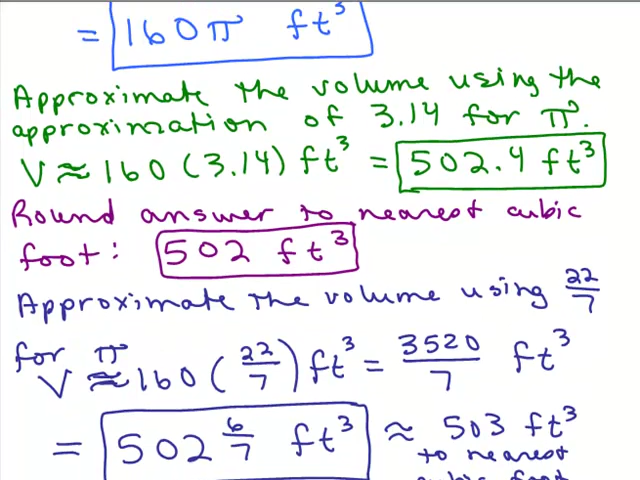 = 160π ft³
Approximate the volume using the
approximation of 3.14 for π.
V ≈ 160 (3.14) ft³ = 502.4 ft³
Round answer to nearest cubic
foot: 502 ft³
Approximate the volume using 22/7
for π
V ≈ 160 (22/7) ft³ = 3520/7 ft³
= 502 6/7 ft³ ≈ 503 ft³
to nearest
cubic foot